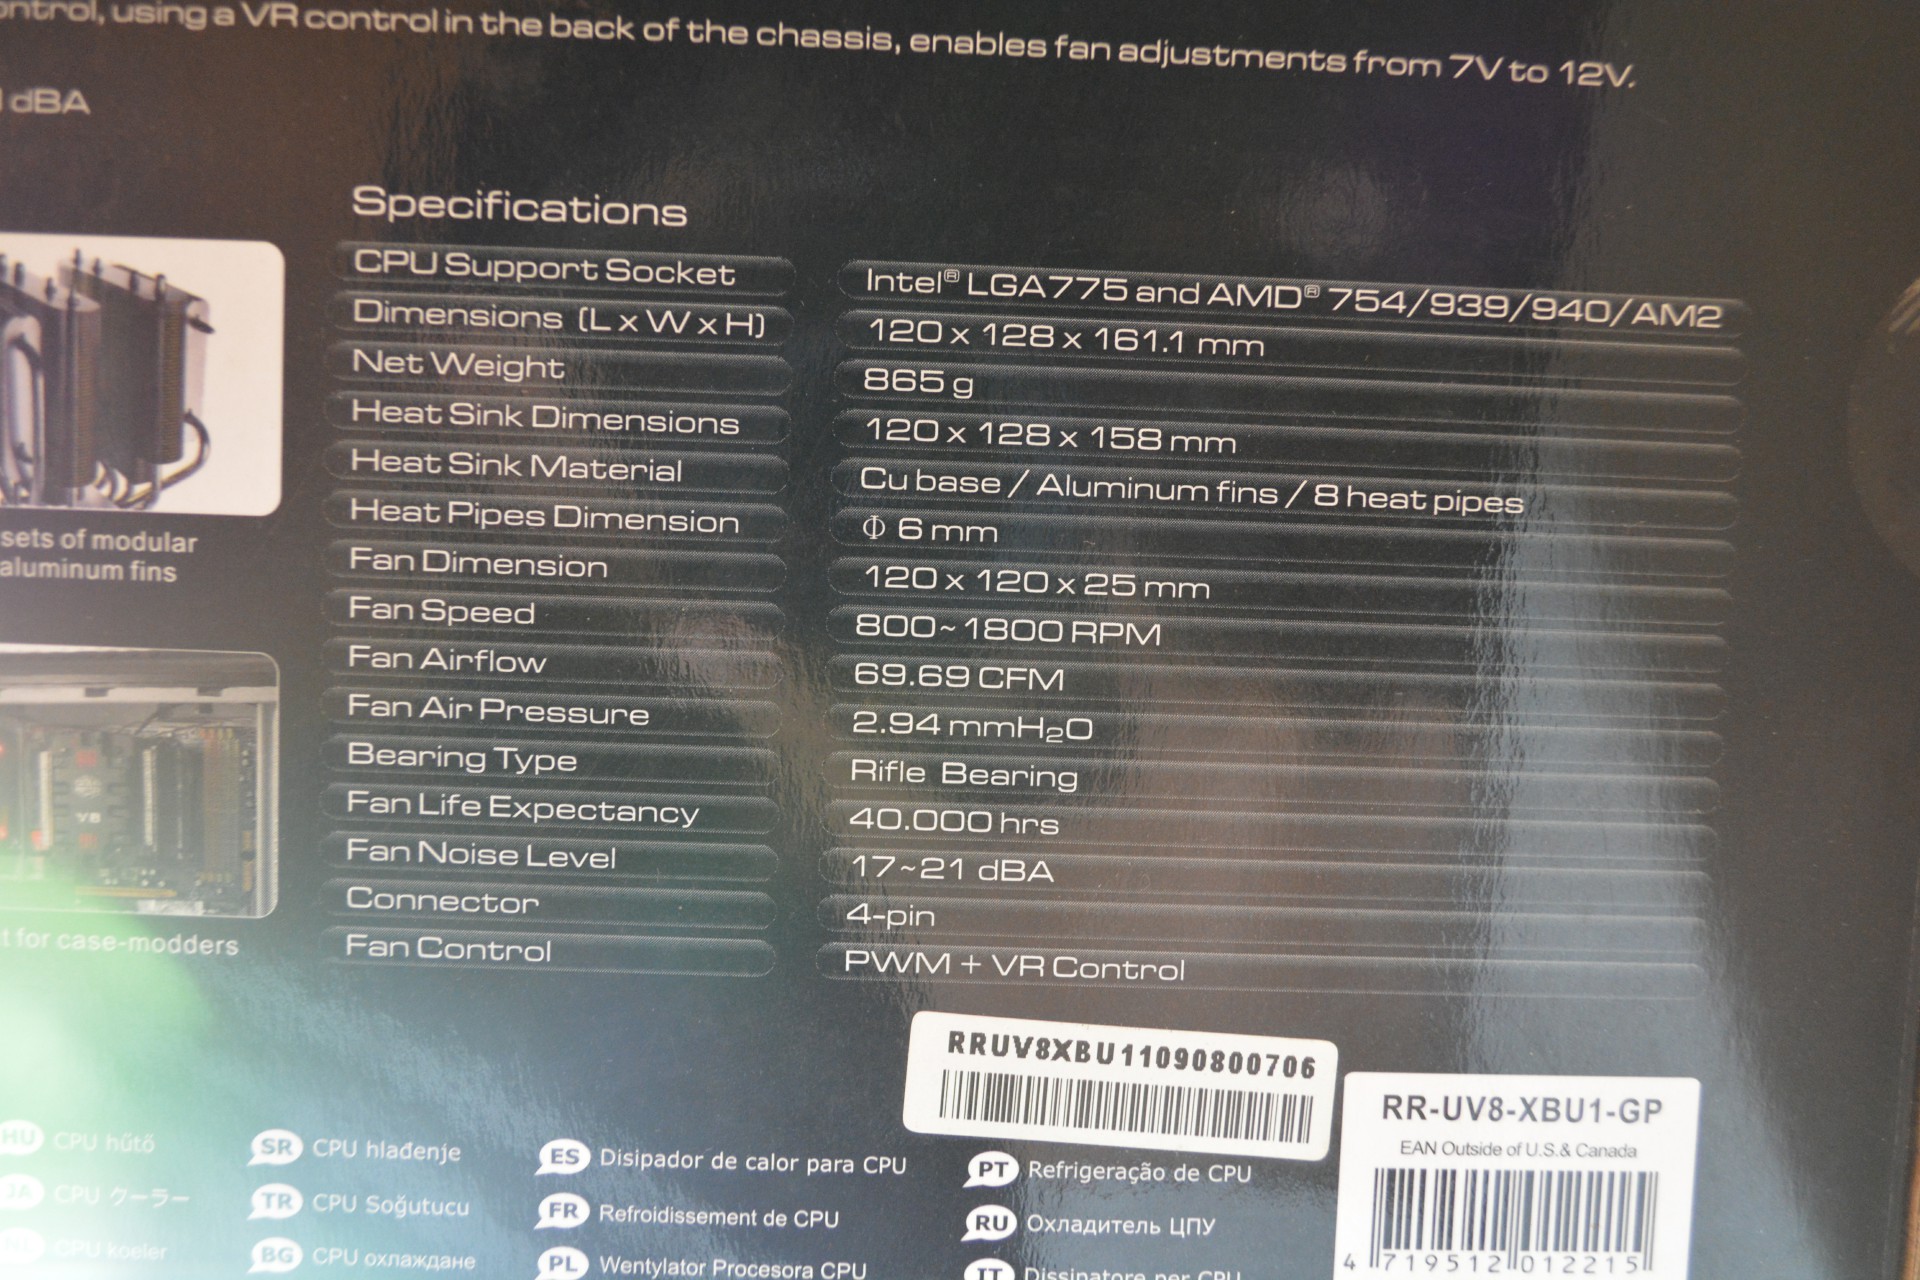 ontrol, using a VR control in the back of the chassis, enables fan adjustments from 7V to 12V.
dBA
Specifications
CPU Support Socket Intel® LGA775 and AMD® 754/939/940/AM2
Dimensions (L x W x H) 120 x 128 x 161.1 mm
Net Weight 865 g
Heat Sink Dimensions 120 x 128 x 158 mm
Heat Sink Material Cu base / Aluminum fins / 8 heat pipes
Heat Pipes Dimension Φ 6 mm
Fan Dimension 120 x 120 x 25 mm
Fan Speed 800~1800 RPM
Fan Airflow 69.69 CFM
Fan Air Pressure 2.94 mmH₂O
Bearing Type Rifle Bearing
Fan Life Expectancy 40.000 hrs
Fan Noise Level 17~21 dBA
Connector 4-pin
Fan Control PWM + VR Control
sets of modular
aluminum fins
V8
t for case-modders
RRUV8XBU11090800706
RR-UV8-XBU1-GP
EAN Outside of U.S.& Canada
4 719512 012215
HU CPU hűtő
JA CPU クーラー
NL CPU koeler
SR CPU hlađenje
TR CPU Soğutucu
BG CPU охлаждане
ES Disipador de calor para CPU
FR Refroidissement de CPU
PL Wentylator Procesora CPU
PT Refrigeração de CPU
RU Охладитель ЦПУ
IT Dissipatore per CPU